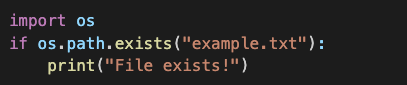 import os
if os.path.exists("example.txt"):
    print("File exists!")